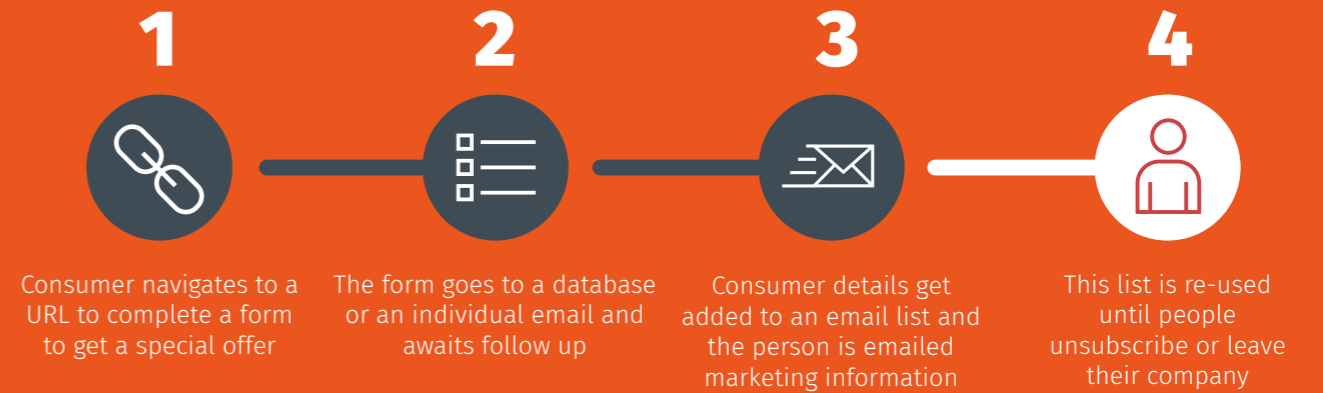 1
2
3
4
Consumer navigates to a
URL to complete a form
to get a special offer
The form goes to a database
or an individual email and
awaits follow up
Consumer details get
added to an email list and
the person is emailed
marketing information
This list is re-used
until people
unsubscribe or leave
their company